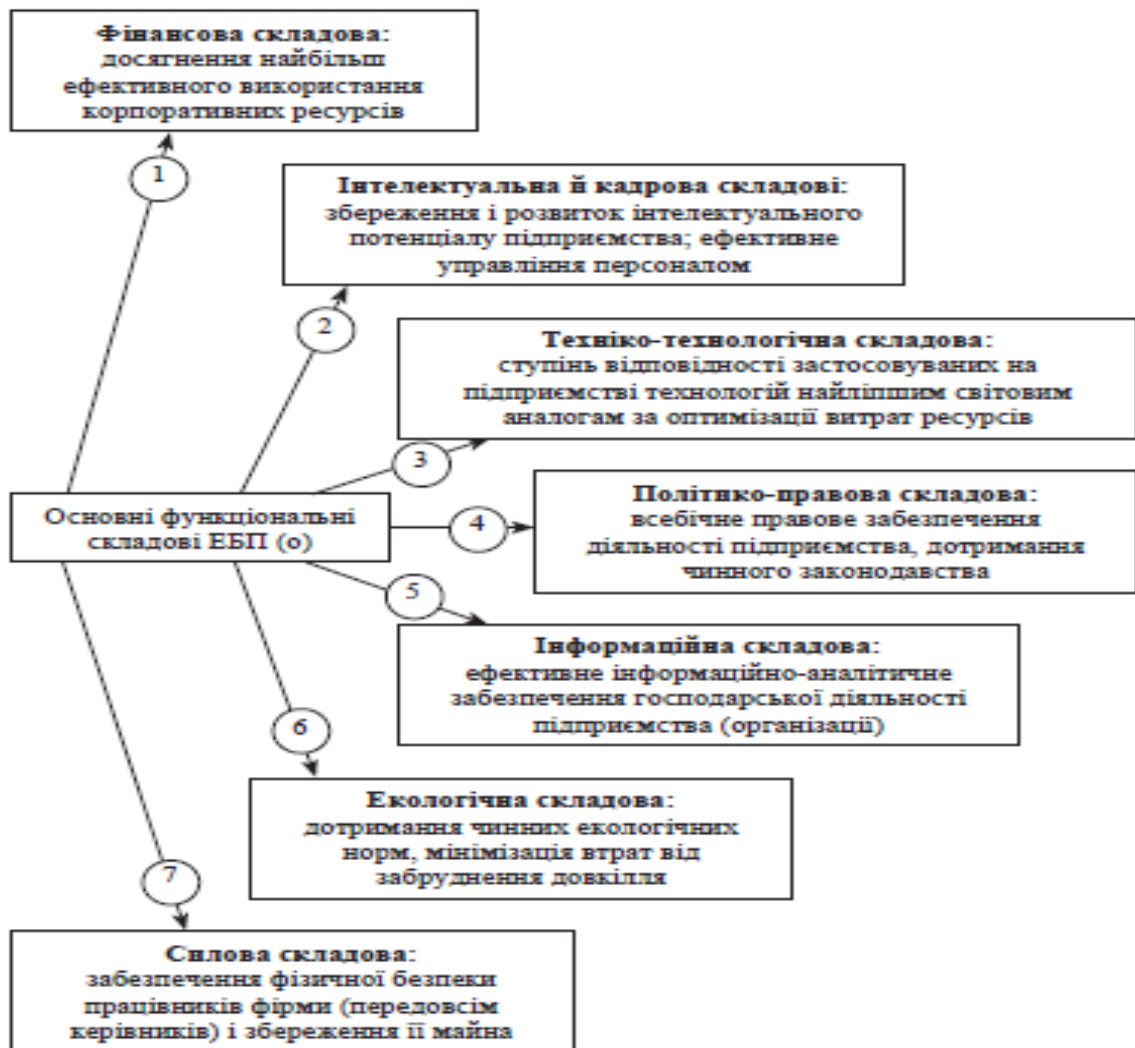 Фінансова складова:
досягнення найбільш
ефективного використання
корпоративних ресурсів
1
Інтелектуальна й кадрова складові:
збереження і розвиток інтелектуального
потенціалу підприємства; ефективне
управління персоналом
2
Техніко-технологічна складова:
ступінь відповідності застосовуваних на
підприємстві технологій найліпшим світовим
аналогам за оптимізації витрат ресурсів
3
Основні функціональні
складові ЕБП (о)
4
Політико-правова складова:
всебічне правове забезпечення
діяльності підприємства, дотримання
чинного законодавства
5
Інформаційна складова:
ефективне інформаційно-аналітичне
забезпечення господарської діяльності
підприємства (організації)
6
Екологічна складова:
дотримання чинних екологічних
норм, мінімізація втрат від
забруднення довкілля
7
Силова складова:
забезпечення фізичної безпеки
працівників фірми (передовсім
керівників) і збереження її майна